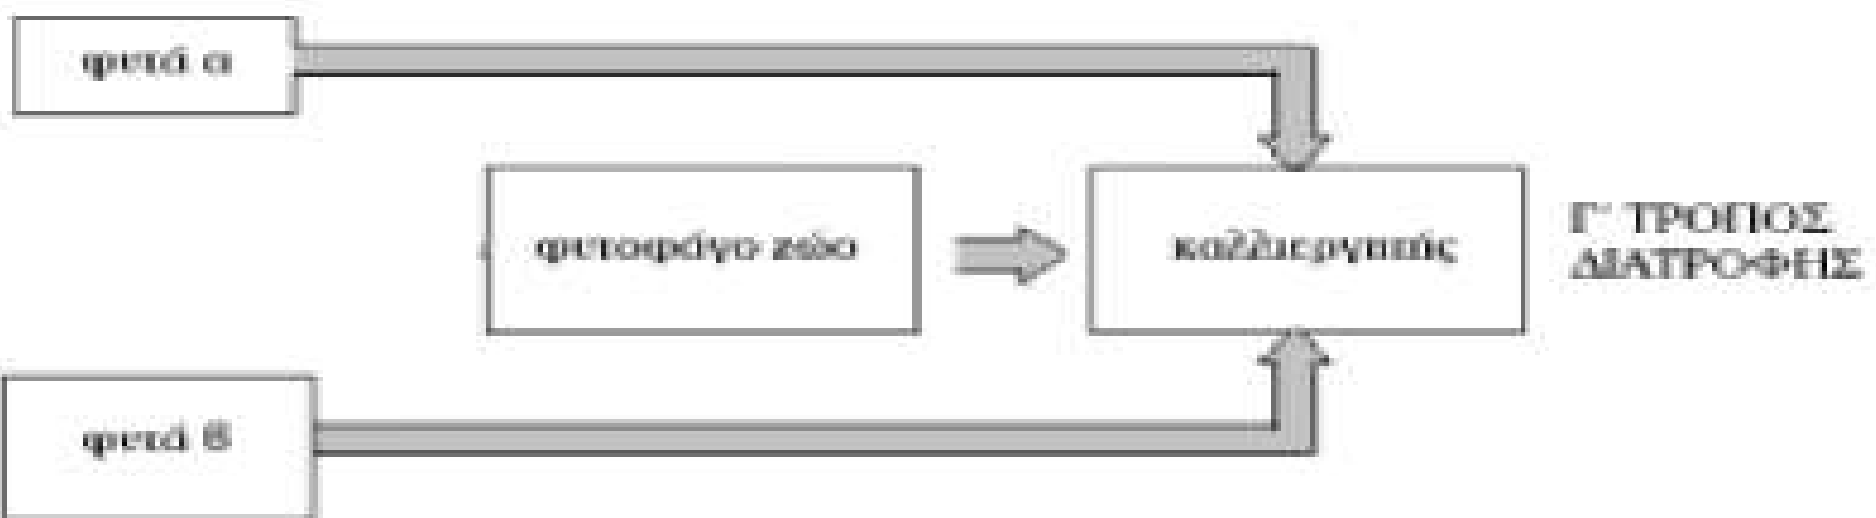 φυτά α
φυτοφάγο ζώο
καλλιεργητής
Γ' ΤΡΟΠΟΣ
ΔΙΑΤΡΟΦΗΣ
φυτά β